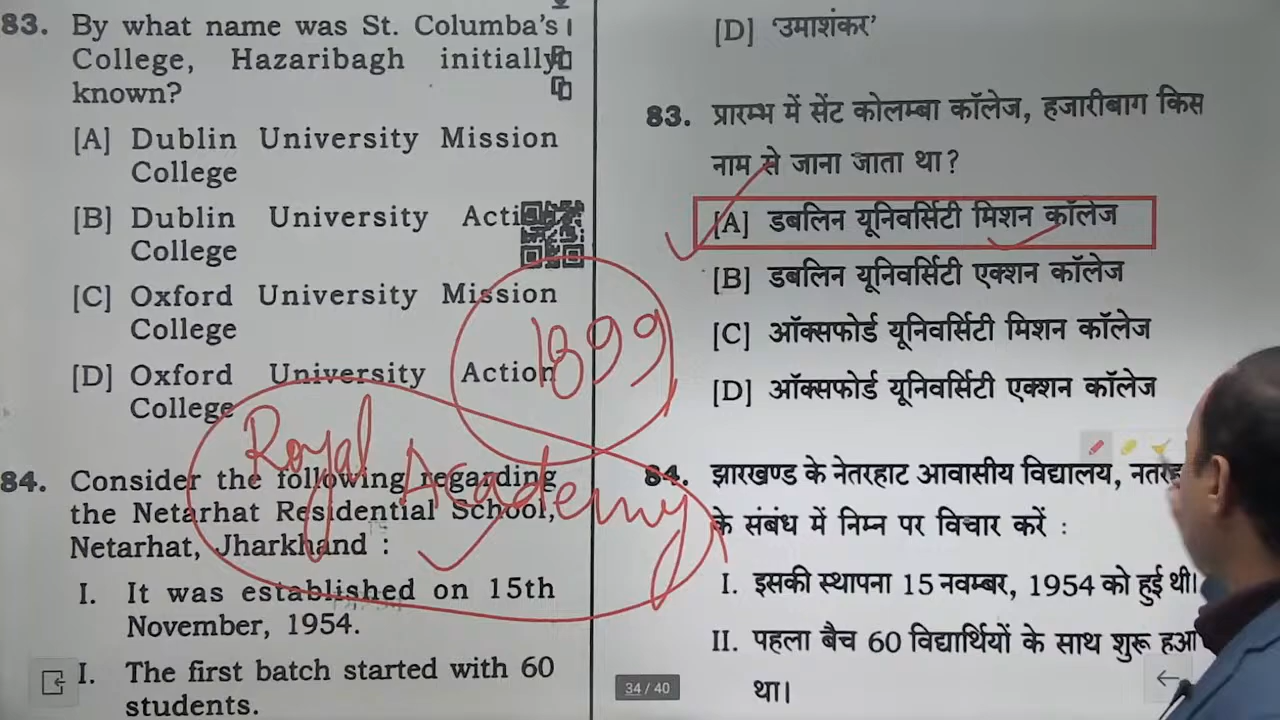 83. By what name was St. Columba's
College, Hazaribagh initially
known?
[A] Dublin University Mission
College
[B] Dublin University Action
College
[C] Oxford University Mission
College
[D] Oxford University Action
College
84. Consider the following regarding
the Netarhat Residential School,
Netarhat, Jharkhand :
I. It was established on 15th
November, 1954.
I. The first batch started with 60
students.
[D] 'उमाशंकर'
83. प्रारम्भ में सेंट कोलम्बा कॉलेज, हजारीबाग किस
नाम से जाना जाता था?
[A] डबलिन यूनिवर्सिटी मिशन कॉलेज
[B] डबलिन यूनिवर्सिटी एक्शन कॉलेज
[C] ऑक्सफोर्ड यूनिवर्सिटी मिशन कॉलेज
[D] ऑक्सफोर्ड यूनिवर्सिटी एक्शन कॉलेज
84. झारखण्ड के नेतरहाट आवासीय विद्यालय,
के संबंध में निम्न पर विचार करें :
I. इसकी स्थापना 15 नवम्बर, 1954 को हुई थी।
II. पहला बैच 60 विद्यार्थियों के साथ शुरू हुआ
था।
1899
Royal Academy
34 / 40